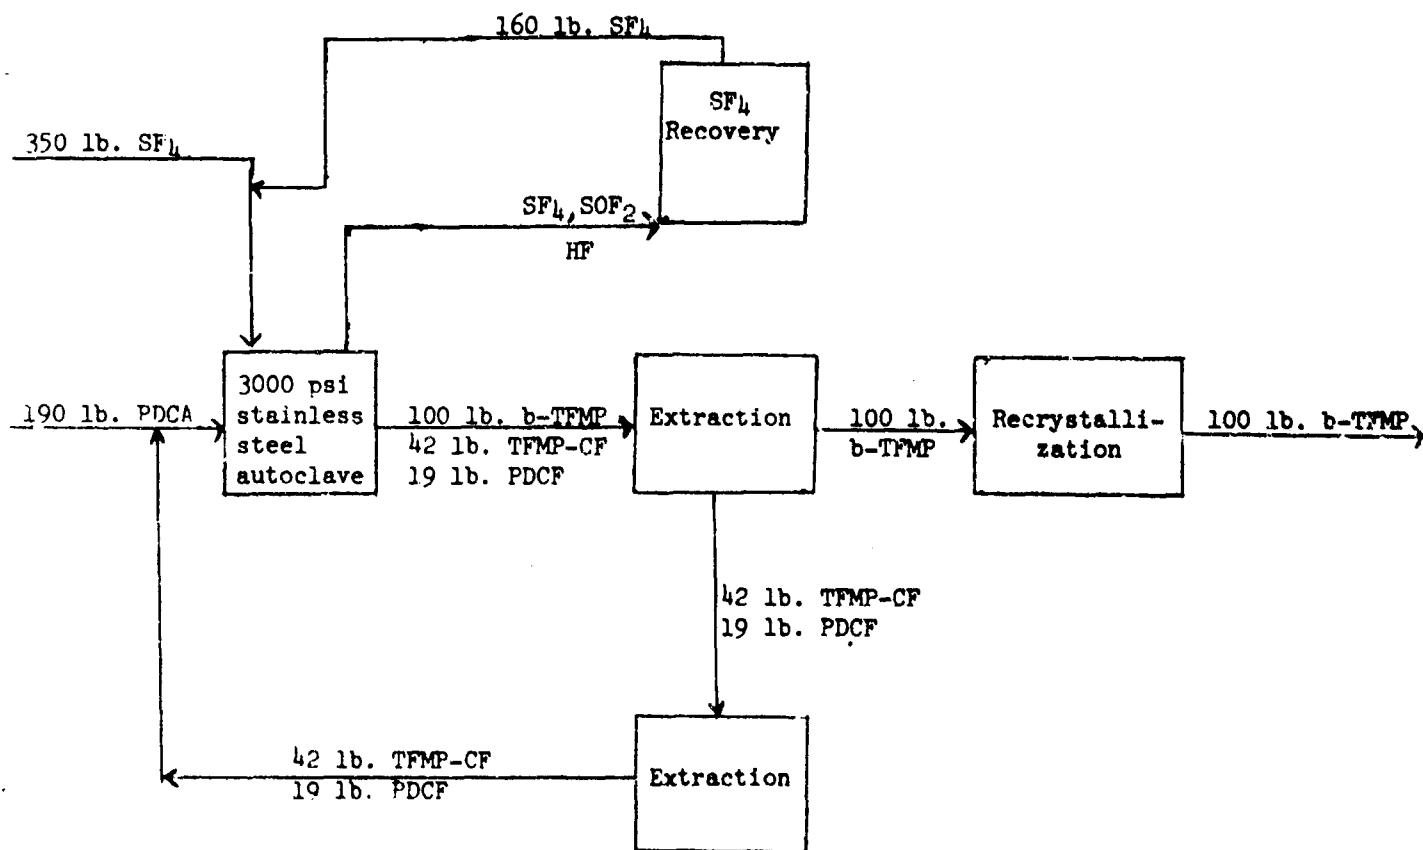 160 lb. SF4
SF4
Recovery
350 lb. SF4
SF4, SOF2
HF
3000 psi
stainless
steel
autoclave
190 lb. PDCA
100 lb. b-TFMP
42 lb. TFMP-CF
19 lb. PDCF
Extraction
100 lb.
b-TFMP
Recrystalli-
zation
100 lb. b-TFMP
42 lb. TFMP-CF
19 lb. PDCF
42 lb. TFMP-CF
19 lb. PDCF
Extraction